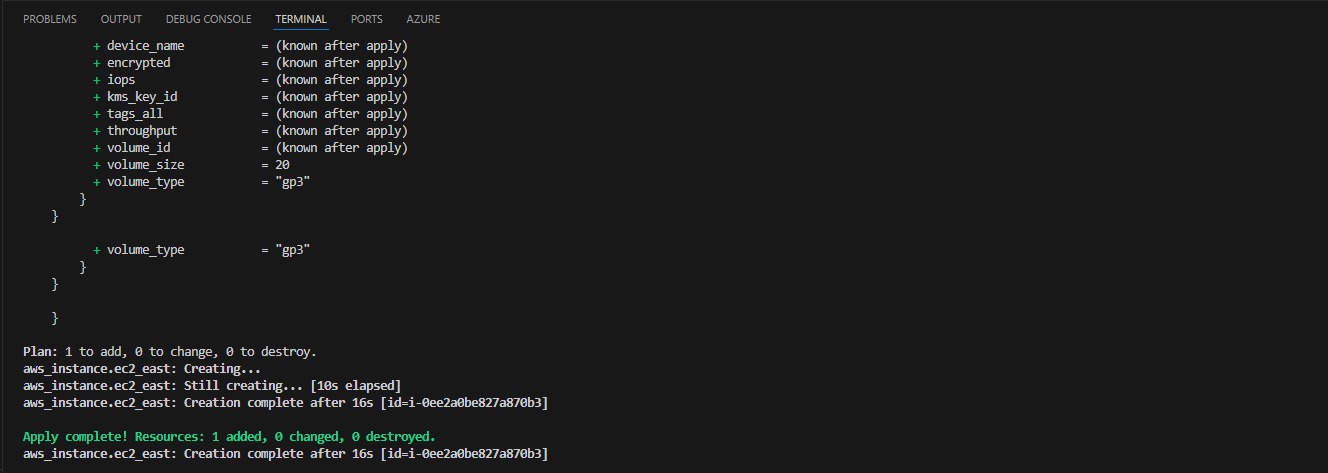 PROBLEMS OUTPUT DEBUG CONSOLE TERMINAL PORTS AZURE
+ device_name = (known after apply)
+ encrypted = (known after apply)
+ iops = (known after apply)
+ kms_key_id = (known after apply)
+ tags_all = (known after apply)
+ throughput = (known after apply)
+ volume_id = (known after apply)
+ volume_size = 20
+ volume_type = "gp3"
}
}
+ volume_type = "gp3"
}
}
}
Plan: 1 to add, 0 to change, 0 to destroy.
aws_instance.ec2_east: Creating...
aws_instance.ec2_east: Still creating... [10s elapsed]
aws_instance.ec2_east: Creation complete after 16s [id=i-0ee2a0be827a870b3]
Apply complete! Resources: 1 added, 0 changed, 0 destroyed.
aws_instance.ec2_east: Creation complete after 16s [id=i-0ee2a0be827a870b3]